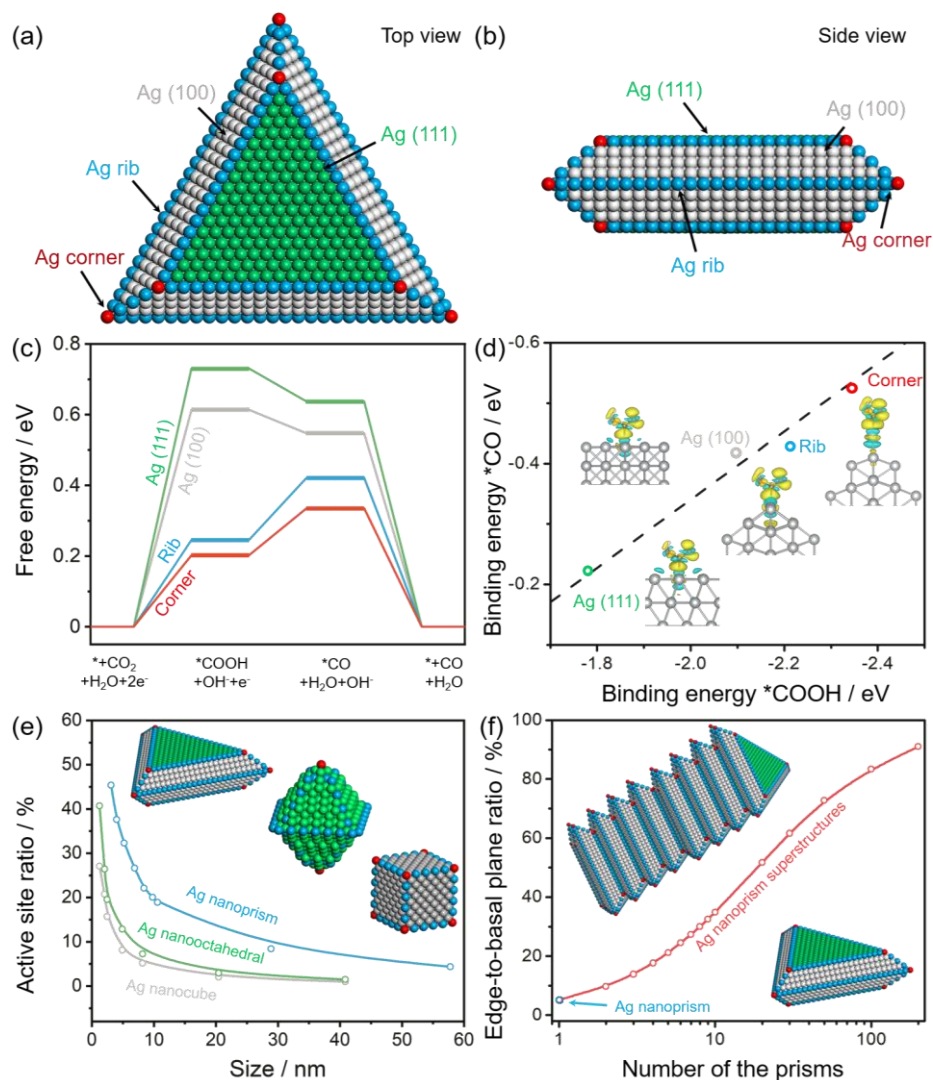 (a)
Top view
Ag (100)
Ag (111)
Ag rib
Ag corner
(b)
Side view
Ag (111)
Ag (100)
Ag corner
Ag rib
(c)
Free energy / eV
0.8
0.6
0.4
0.2
0
Ag (111)
Ag (100)
Rib
Corner
*+CO₂
+H₂O+2e⁻
*COOH
+OH⁻+e⁻
*CO
+H₂O+OH⁻
*+CO
+H₂O
(d)
Binding energy *CO / eV
-0.6
-0.4
-0.2
Corner
Ag (100)
Rib
Ag (111)
-1.8
-2.0
-2.2
-2.4
Binding energy *COOH / eV
(e)
Active site ratio / %
60
50
40
30
20
10
0
Ag nanoprism
Ag nanooctahedral
Ag nanocube
0
10
20
30
40
50
60
Size / nm
(f)
Edge-to-basal plane ratio / %
100
80
60
40
20
0
Ag nanoprism superstructures
Ag nanoprism
1
10
100
Number of the prisms